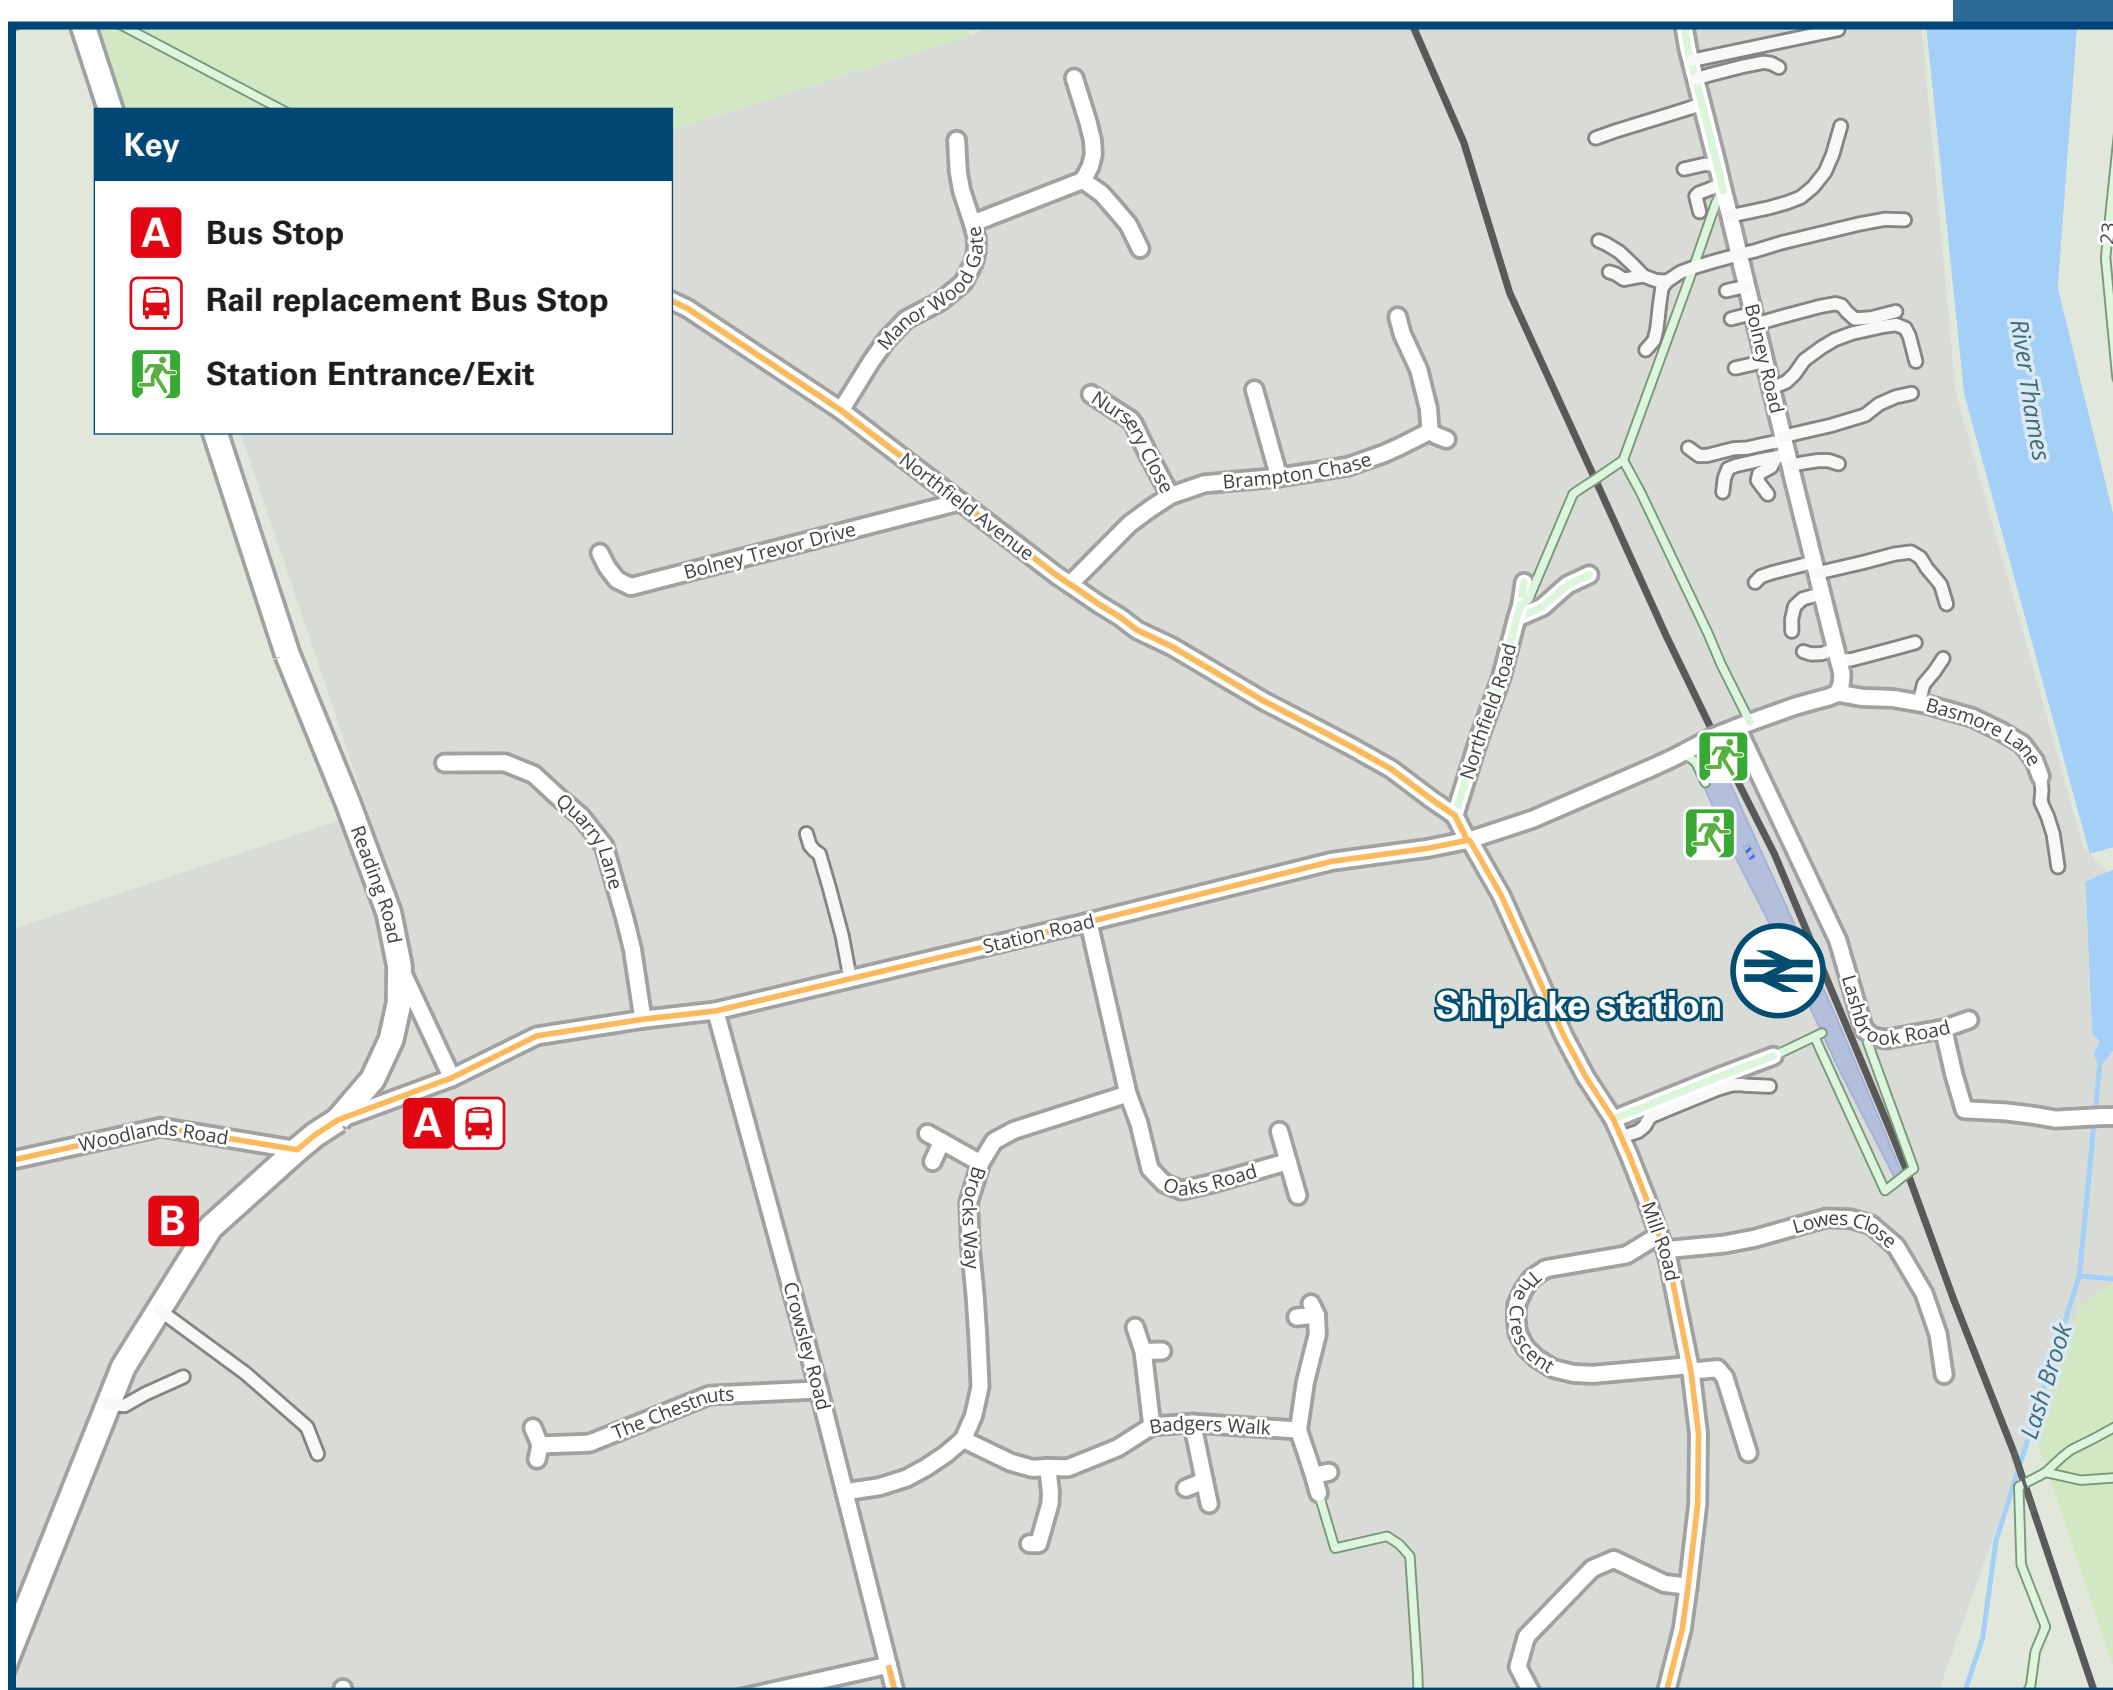 Key
A Bus Stop
Rail replacement Bus Stop
Station Entrance/Exit
Manor Wood Gate
Nursery Close
Brampton Chase
Northfield Avenue
Bolney Trevor Drive
Bolney Road
River Thames
23
Northfield Road
Basmore Lane
Quarry Lane
Reading Road
Station Road
Shiplake station
Lashbrook Road
A
Woodlands Road
B
Oaks Road
Brocks Way
Mill Road
Lowes Close
The Crescent
Crowsley Road
The Chestnuts
Badgers Walk
Lash Brook